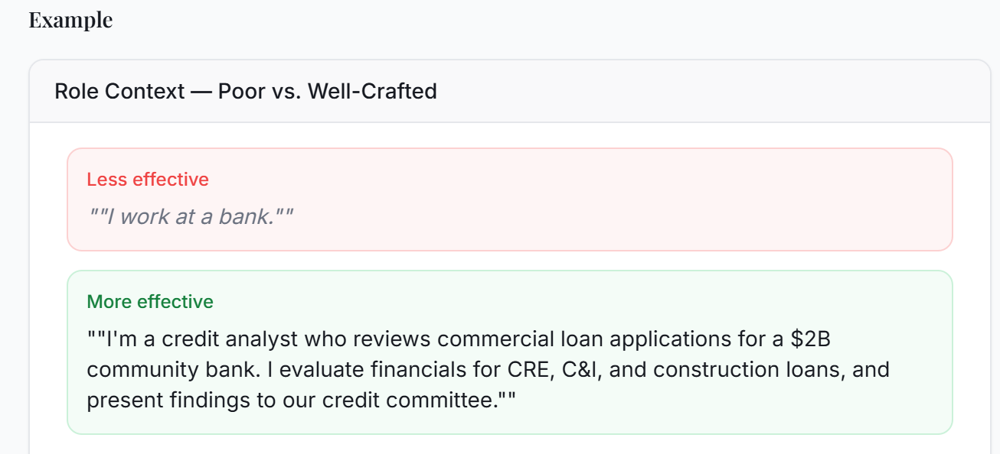 Example
Role Context — Poor vs. Well-Crafted
Less effective
""I work at a bank.""
More effective
""I'm a credit analyst who reviews commercial loan applications for a $2B
community bank. I evaluate financials for CRE, C&I, and construction loans, and
present findings to our credit committee.""